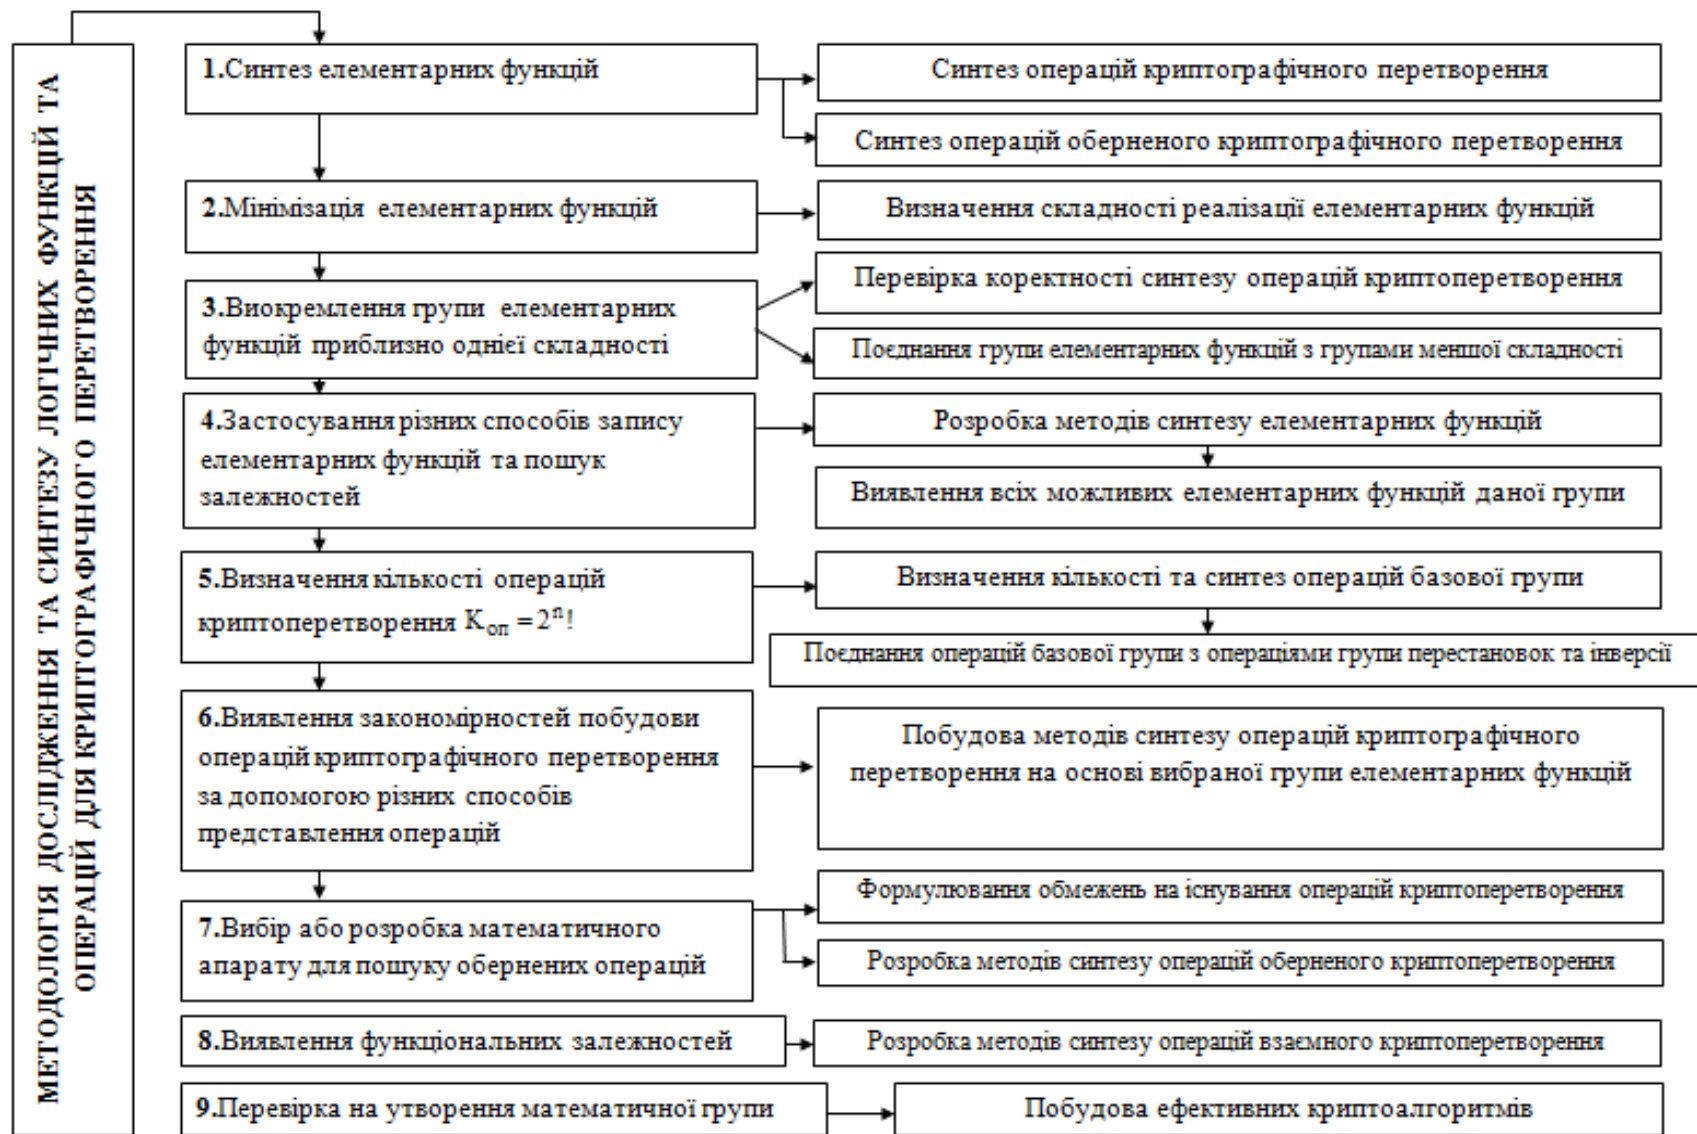 МЕТОДОЛОГІЯ ДОСЛІДЖЕННЯ ТА СИНТЕЗУ ЛОГІЧНИХ ФУНКЦІЙ ТА
ОПЕРАЦІЙ ДЛЯ КРИПТОГРАФІЧНОГО ПЕРЕТВОРЕННЯ
1.Синтез елементарних функцій
Синтез операцій криптографічного перетворення
Синтез операцій оберненого криптографічного перетворення
2.Мінімізація елементарних функцій
Визначення складності реалізації елементарних функцій
3.Виокремлення групи елементарних
функцій приблизно однієї складності
Перевірка коректності синтезу операцій криптоперетворення
Поєднання групи елементарних функцій з групами меншої складності
4.Застосування різних способів запису
елементарних функцій та пошук
залежностей
Розробка методів синтезу елементарних функцій
Виявлення всіх можливих елементарних функцій даної групи
5.Визначення кількості операцій
криптоперетворення Kоп = 2ⁿ!
Визначення кількості та синтез операцій базової групи
Поєднання операцій базової групи з операціями групи перестановок та інверсії
6.Виявлення закономірностей побудови
операцій криптографічного перетворення
за допомогою різних способів
представлення операцій
Побудова методів синтезу операцій криптографічного
перетворення на основі вибраної групи елементарних функцій
7.Вибір або розробка математичного
апарату для пошуку обернених операцій
Формулювання обмежень на існування операцій криптоперетворення
Розробка методів синтезу операцій оберненого криптоперетворення
8.Виявлення функціональних залежностей
Розробка методів синтезу операцій взаємного криптоперетворення
9.Перевірка на утворення математичної групи
Побудова ефективних криптоалгоритмів